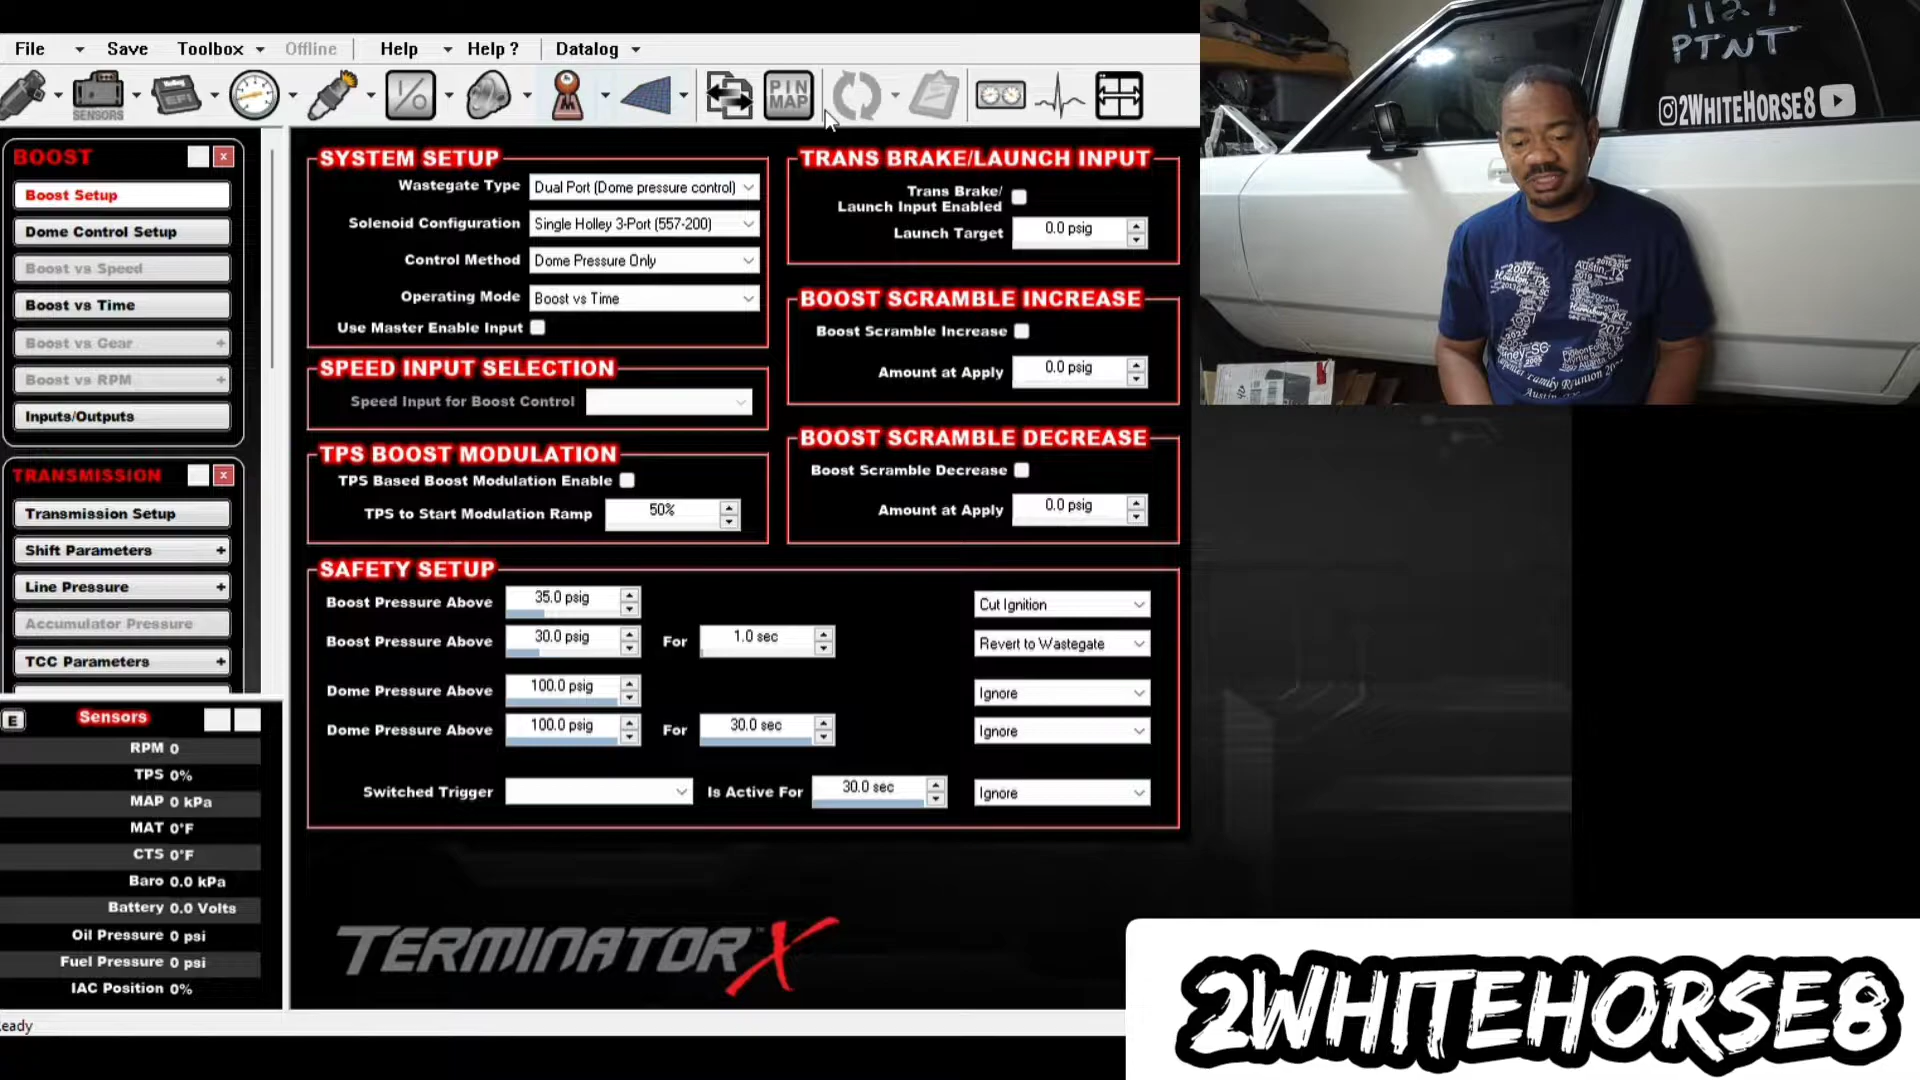 File Save Toolbox Offline Help Help ? Datalog
SENSORS EFI I/O PIN MAP
BOOST
Boost Setup
Dome Control Setup
Boost vs Speed
Boost vs Time
Boost vs Gear +
Boost vs RPM +
Inputs/Outputs
TRANSMISSION
Transmission Setup
Shift Parameters +
Line Pressure +
Accumulator Pressure
TCC Parameters +
E Sensors
RPM 0
TPS 0%
MAP 0 kPa
MAT 0°F
CTS 0°F
Baro 0.0 kPa
Battery 0.0 Volts
Oil Pressure 0 psi
Fuel Pressure 0 psi
IAC Position 0%
eady
SYSTEM SETUP
Wastegate Type Dual Port (Dome pressure control)
Solenoid Configuration Single Holley 3-Port (557-200)
Control Method Dome Pressure Only
Operating Mode Boost vs Time
Use Master Enable Input
SPEED INPUT SELECTION
Speed Input for Boost Control
TPS BOOST MODULATION
TPS Based Boost Modulation Enable
TPS to Start Modulation Ramp 50%
TRANS BRAKE/LAUNCH INPUT
Trans Brake/
Launch Input Enabled
Launch Target 0.0 psig
BOOST SCRAMBLE INCREASE
Boost Scramble Increase
Amount at Apply 0.0 psig
BOOST SCRAMBLE DECREASE
Boost Scramble Decrease
Amount at Apply 0.0 psig
SAFETY SETUP
Boost Pressure Above 35.0 psig Cut Ignition
Boost Pressure Above 30.0 psig For 1.0 sec Revert to Wastegate
Dome Pressure Above 100.0 psig Ignore
Dome Pressure Above 100.0 psig For 30.0 sec Ignore
Switched Trigger Is Active For 30.0 sec Ignore
TERMINATOR X
PTNT
2WHITEHORSE8
25
2WHITEHORSE8